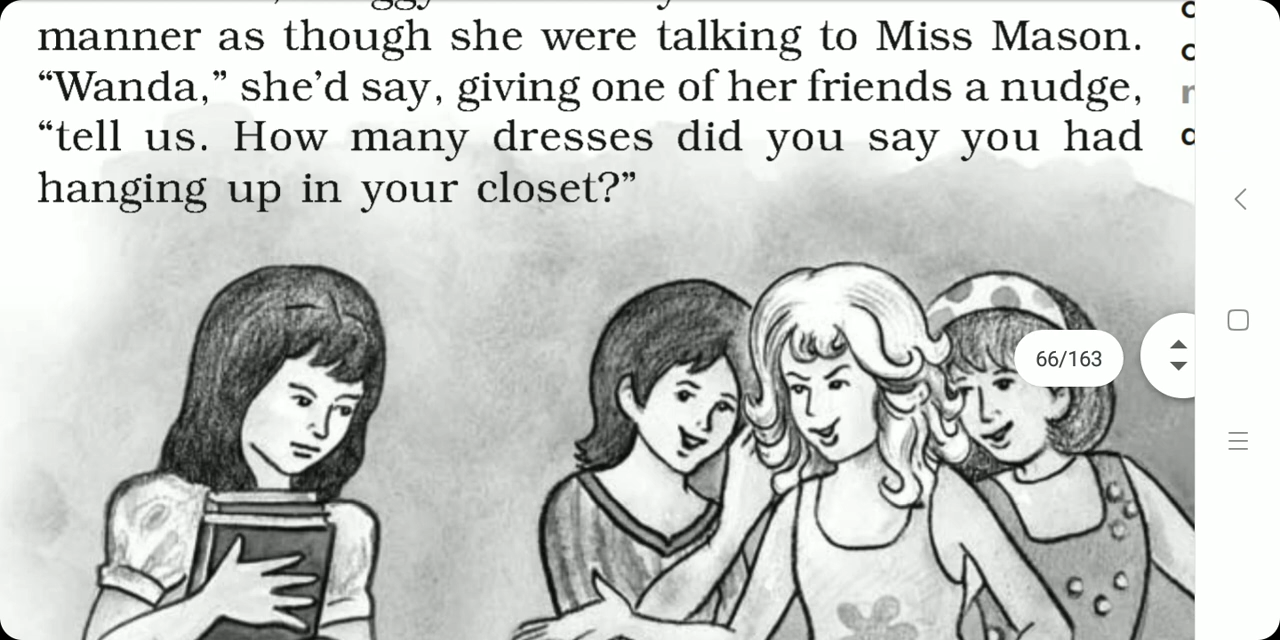 manner as though she were talking to Miss Mason.
“Wanda,” she’d say, giving one of her friends a nudge,
“tell us. How many dresses did you say you had
hanging up in your closet?”
66/163